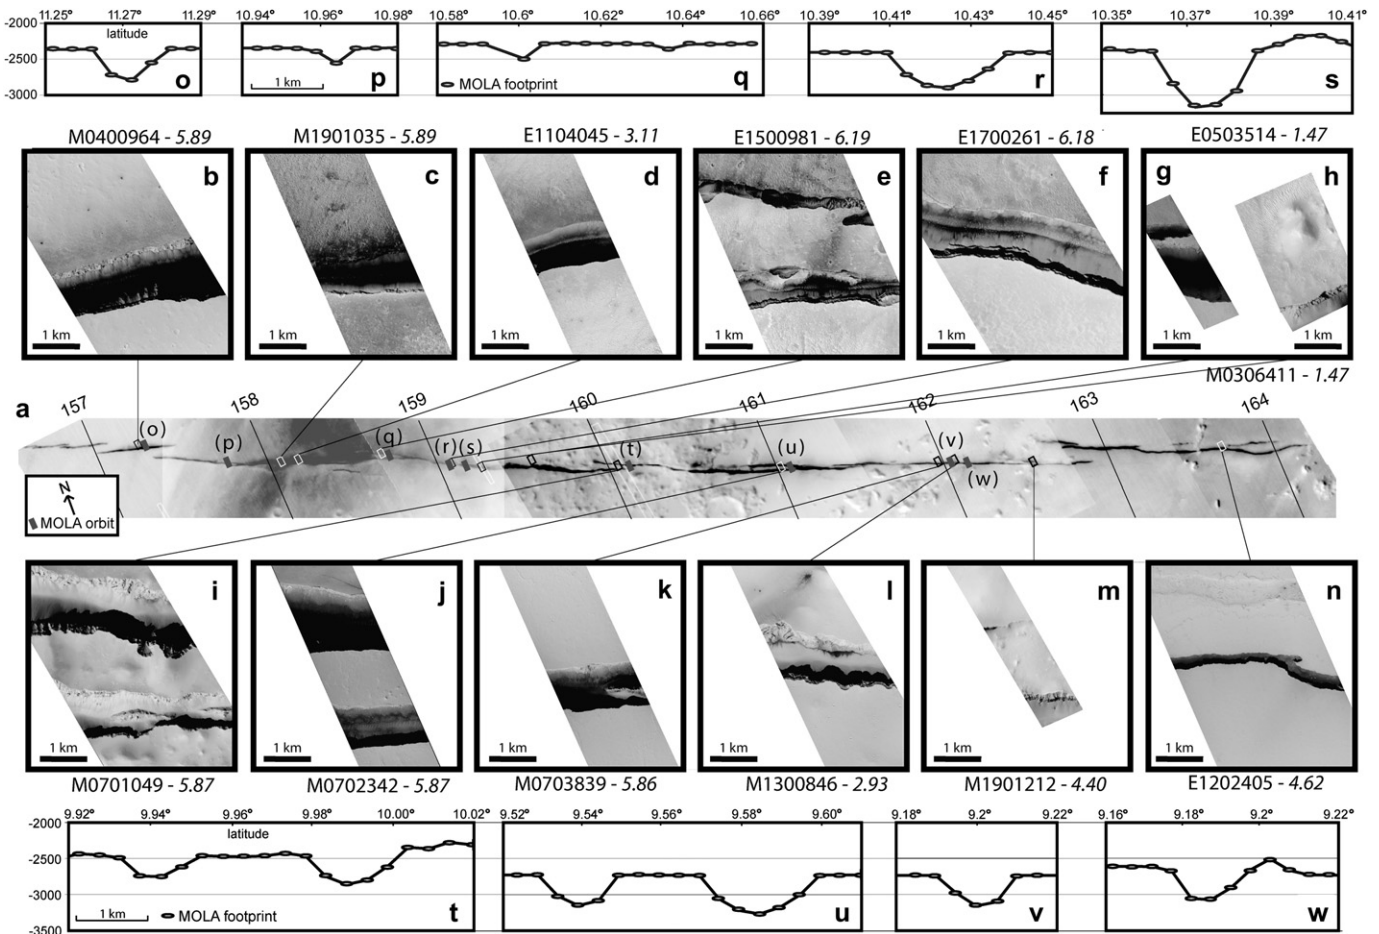 11.25° 11.27° 11.29° 10.94° 10.96° 10.98° 10.58° 10.6° 10.62° 10.64° 10.66° 10.39° 10.41° 10.43° 10.45° 10.35° 10.37° 10.39° 10.41°
-2000
latitude
-2500
1 km
MOLA footprint
-3000
o p q r s
M0400964 - 5.89 M1901035 - 5.89 E1104045 - 3.11 E1500981 - 6.19 E1700261 - 6.18 E0503514 - 1.47
b c d e f g h
1 km 1 km 1 km 1 km 1 km 1 km
M0306411 - 1.47
a
157 158 159 160 161 162 163 164
(o) (p) (q) (r) (s) (t) (u) (v) (w)
N
MOLA orbit
i j k l m n
1 km 1 km 1 km 1 km 1 km 1 km
M0701049 - 5.87 M0702342 - 5.87 M0703839 - 5.86 M1300846 - 2.93 M1901212 - 4.40 E1202405 - 4.62
9.92° 9.94° 9.96° 9.98° 10.00° 10.02° 9.52° 9.54° 9.56° 9.58° 9.60° 9.18° 9.2° 9.22° 9.16° 9.18° 9.2° 9.22°
-2000
latitude
-2500
-3000
1 km
MOLA footprint
t u v w
-3500